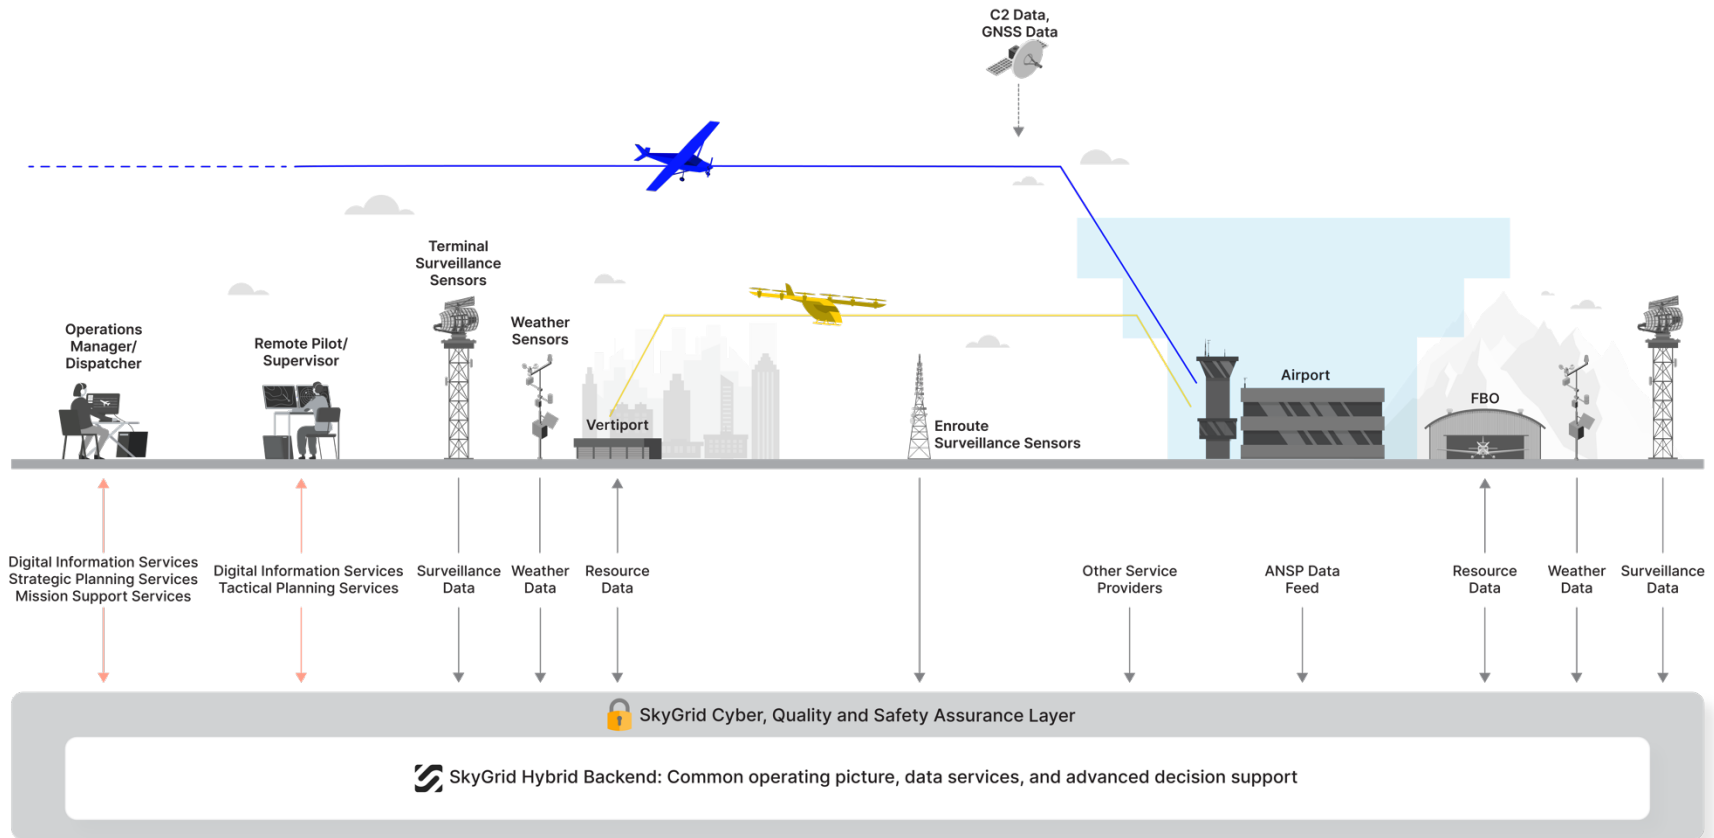 C2 Data,
GNSS Data
Terminal
Surveillance
Sensors
Operations
Manager/
Dispatcher
Remote Pilot/
Supervisor
Weather
Sensors
Vertiport
Enroute
Surveillance Sensors
Airport
FBO
Digital Information Services
Strategic Planning Services
Mission Support Services
Digital Information Services
Tactical Planning Services
Surveillance
Data
Weather
Data
Resource
Data
Other Service
Providers
ANSP Data
Feed
Resource
Data
Weather
Data
Surveillance
Data
SkyGrid Cyber, Quality and Safety Assurance Layer
SkyGrid Hybrid Backend: Common operating picture, data services, and advanced decision support